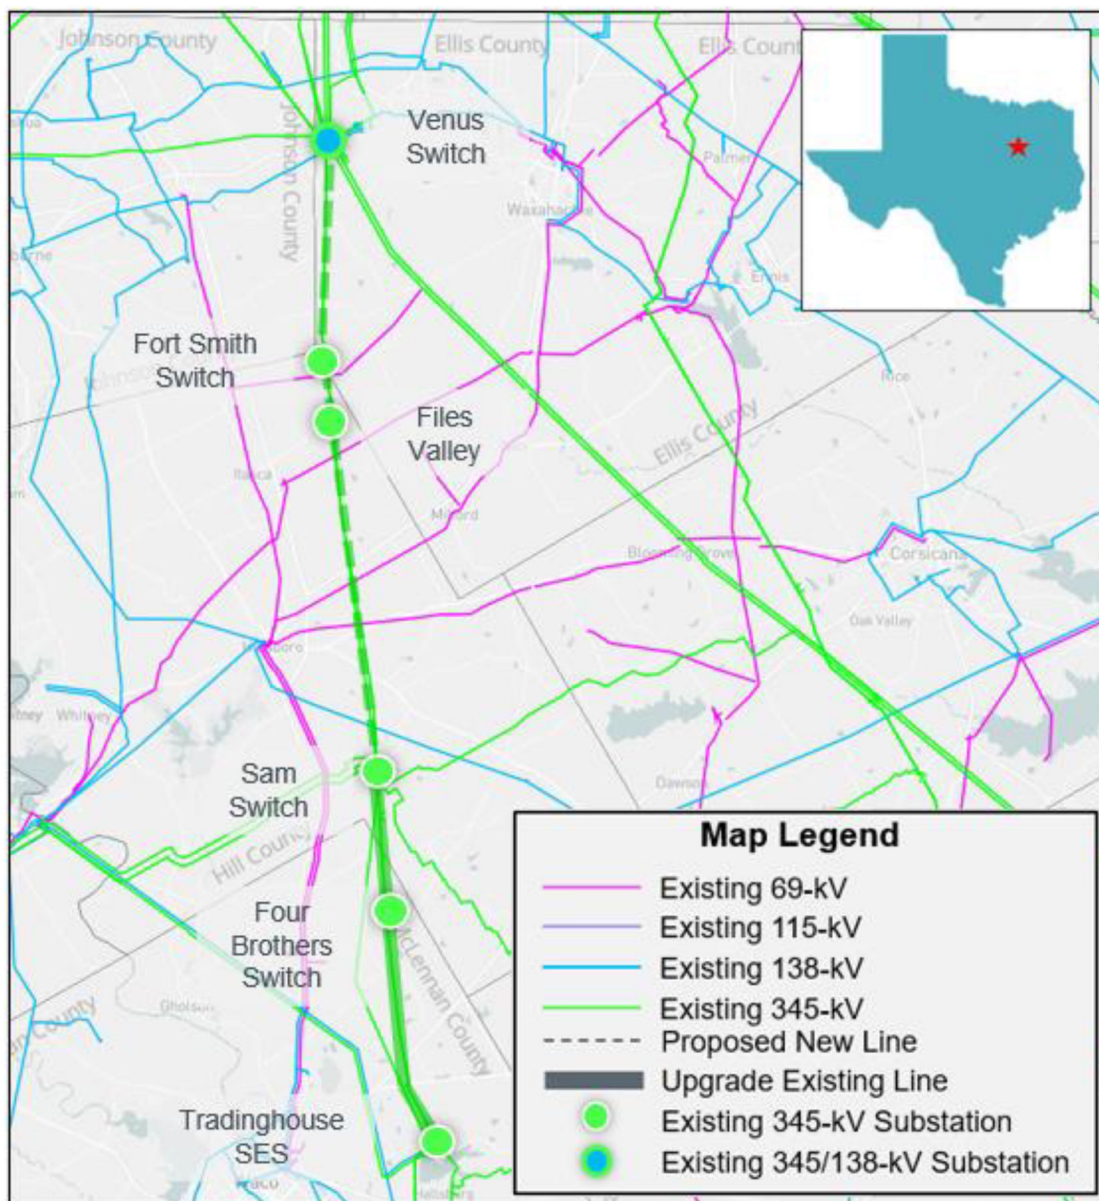 Johnson County
Ellis County
Ellis Count
Johnson County
Venus
Switch
Palmer
Waxahachie
Ennis
Fort Smith
Switch
Rice
Files
Valley
Ellis County
Itasca
Milford
Blooming Grove
Corsicana
Oak Valley
Whitney
Sam
Switch
Dawson
Hill County
Four
Brothers
Switch
McLennan County
Gholson
Tradinghouse
SES
Waco
Hallsburg
Map Legend
Existing 69-kV
Existing 115-kV
Existing 138-kV
Existing 345-kV
Proposed New Line
Upgrade Existing Line
Existing 345-kV Substation
Existing 345/138-kV Substation